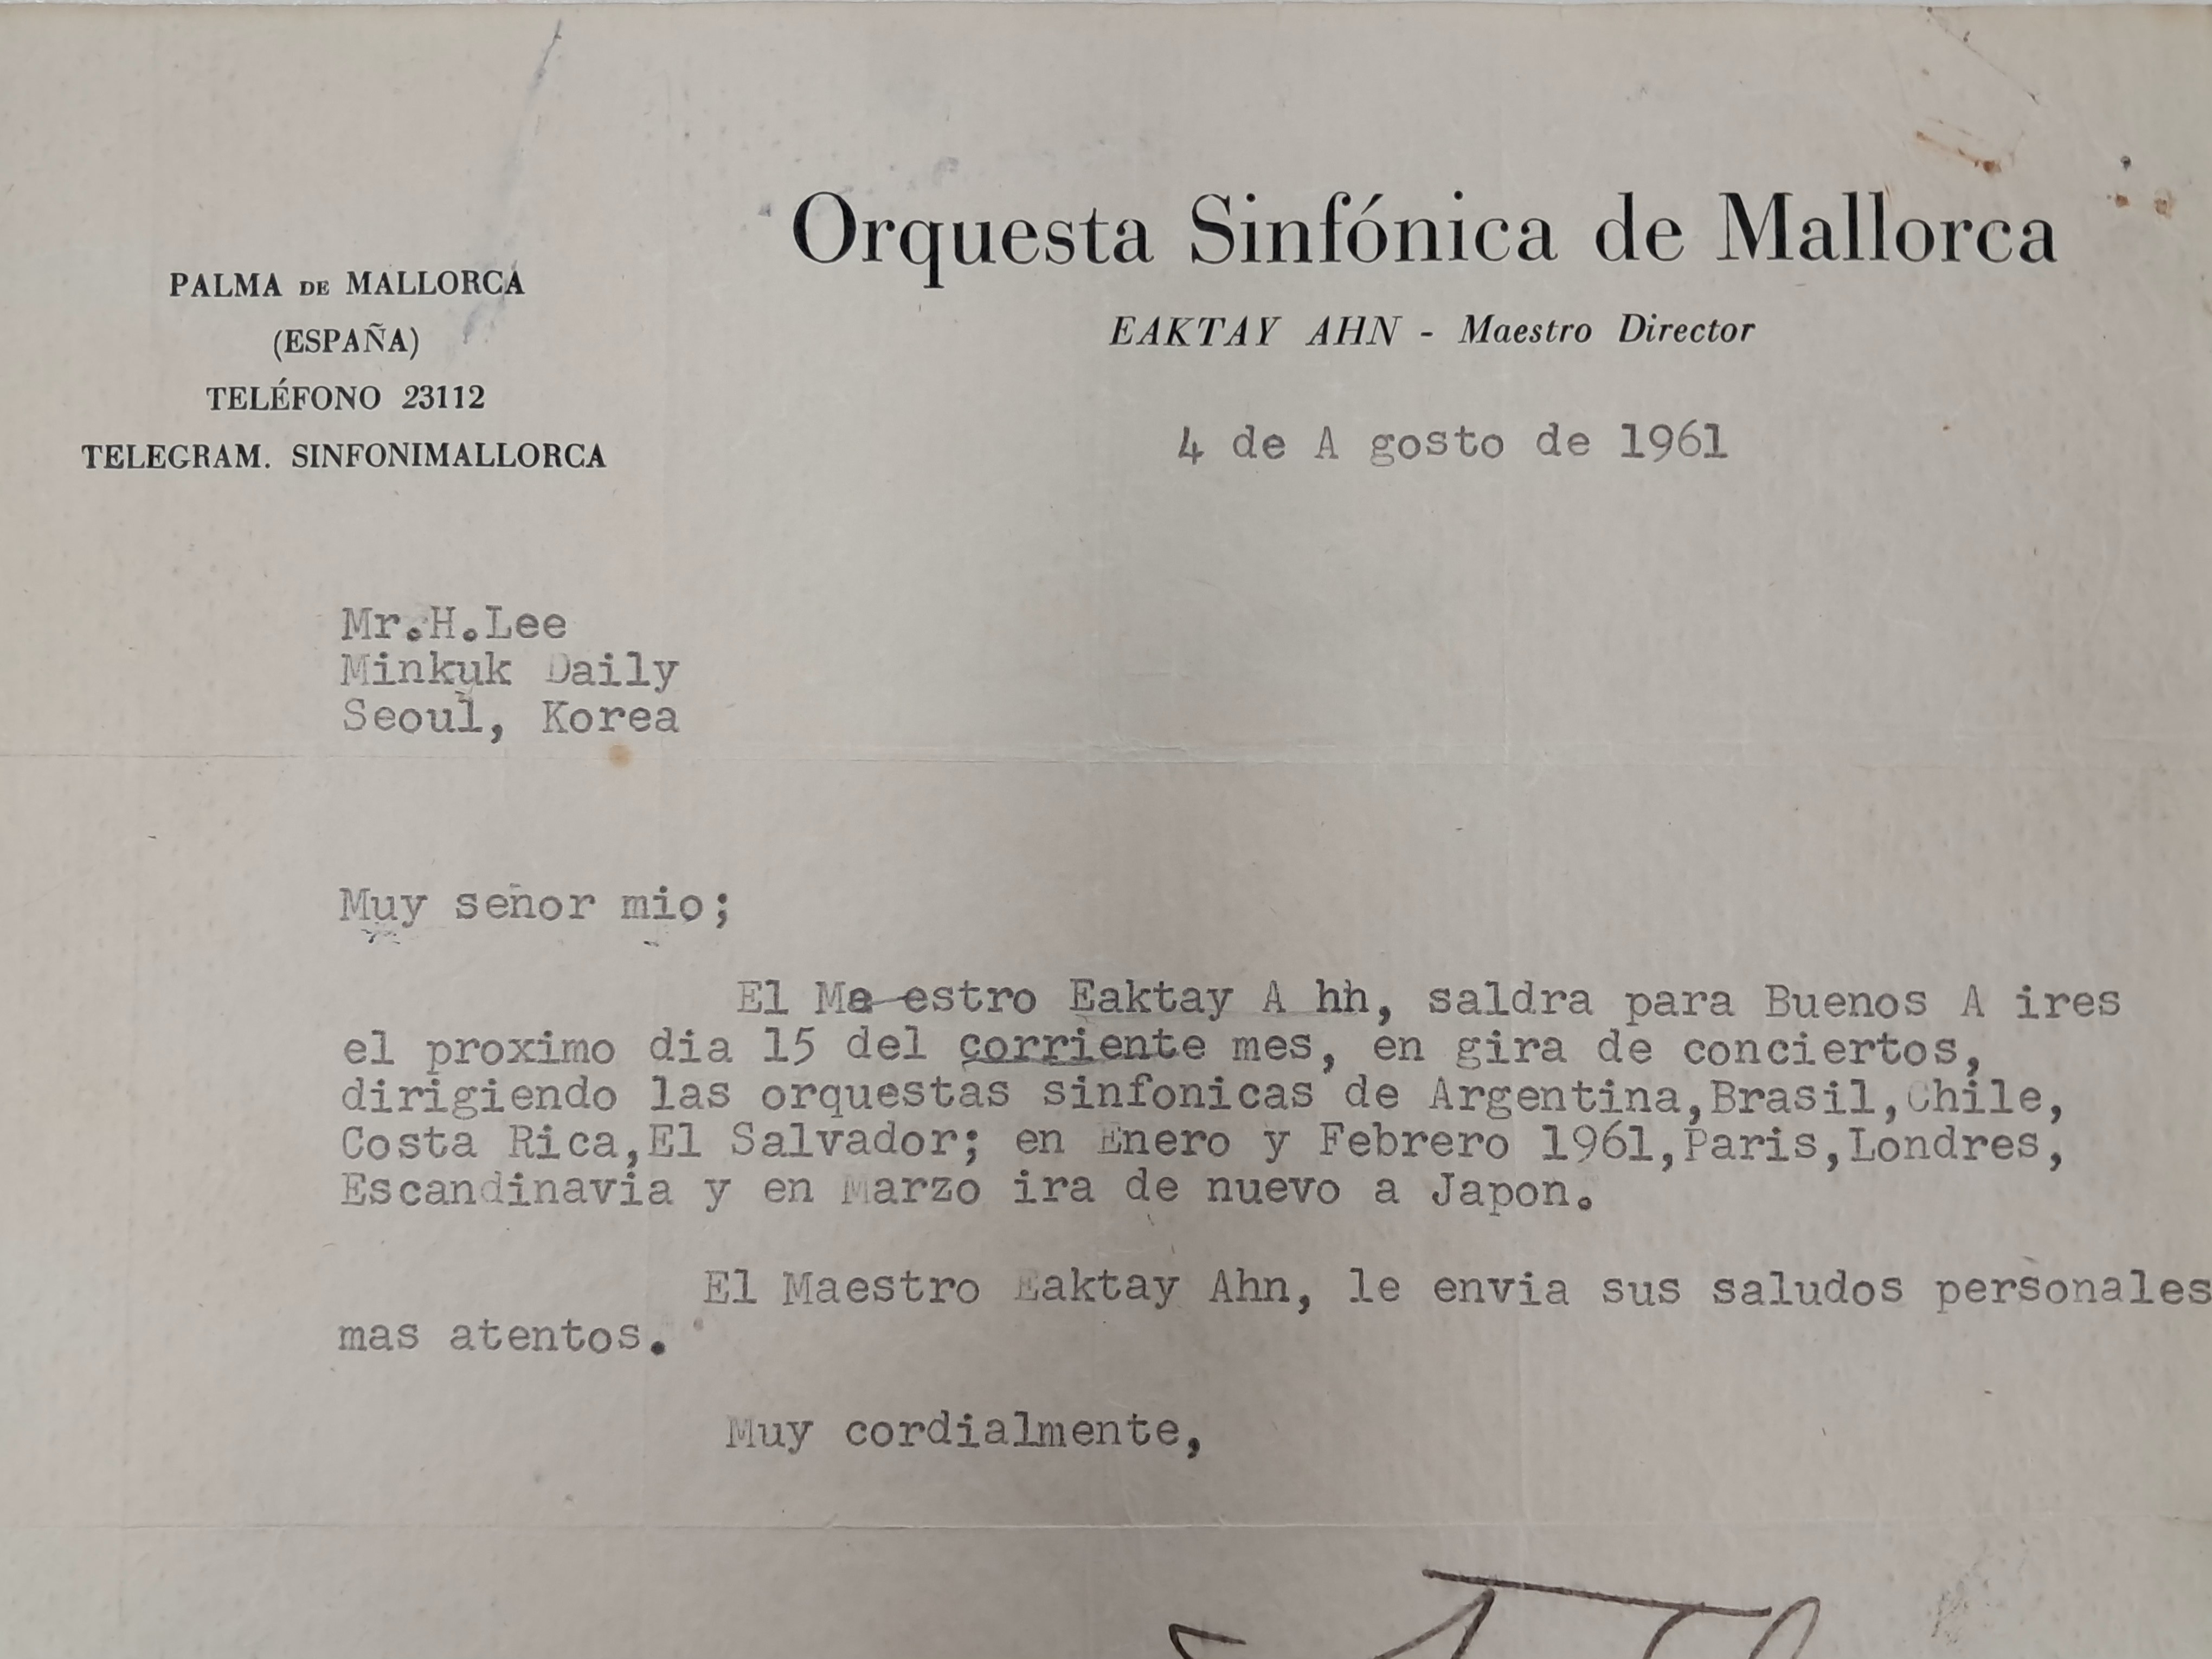 Orquesta Sinfónica de Mallorca
EAKTAY AHN - Maestro Director
PALMA DE MALLORCA
(ESPAÑA)
TELÉFONO 23112
TELEGRAM. SINFONIMALLORCA
4 de A gosto de 1961
Mr.H.Lee
Minkuk Daily
Seoul, Korea
Muy señor mio;
El Ma estro Eaktay A hh, saldra para Buenos A ires
el proximo dia 15 del corriente mes, en gira de conciertos,
dirigiendo las orquestas sinfonicas de Argentina,Brasil,Chile,
Costa Rica,El Salvador; en Enero y Febrero 1961,Paris,Londres,
Escandinavia y en Marzo ira de nuevo a Japon.
El Maestro Eaktay Ahn, le envia sus saludos personales
mas atentos.
Muy cordialmente,